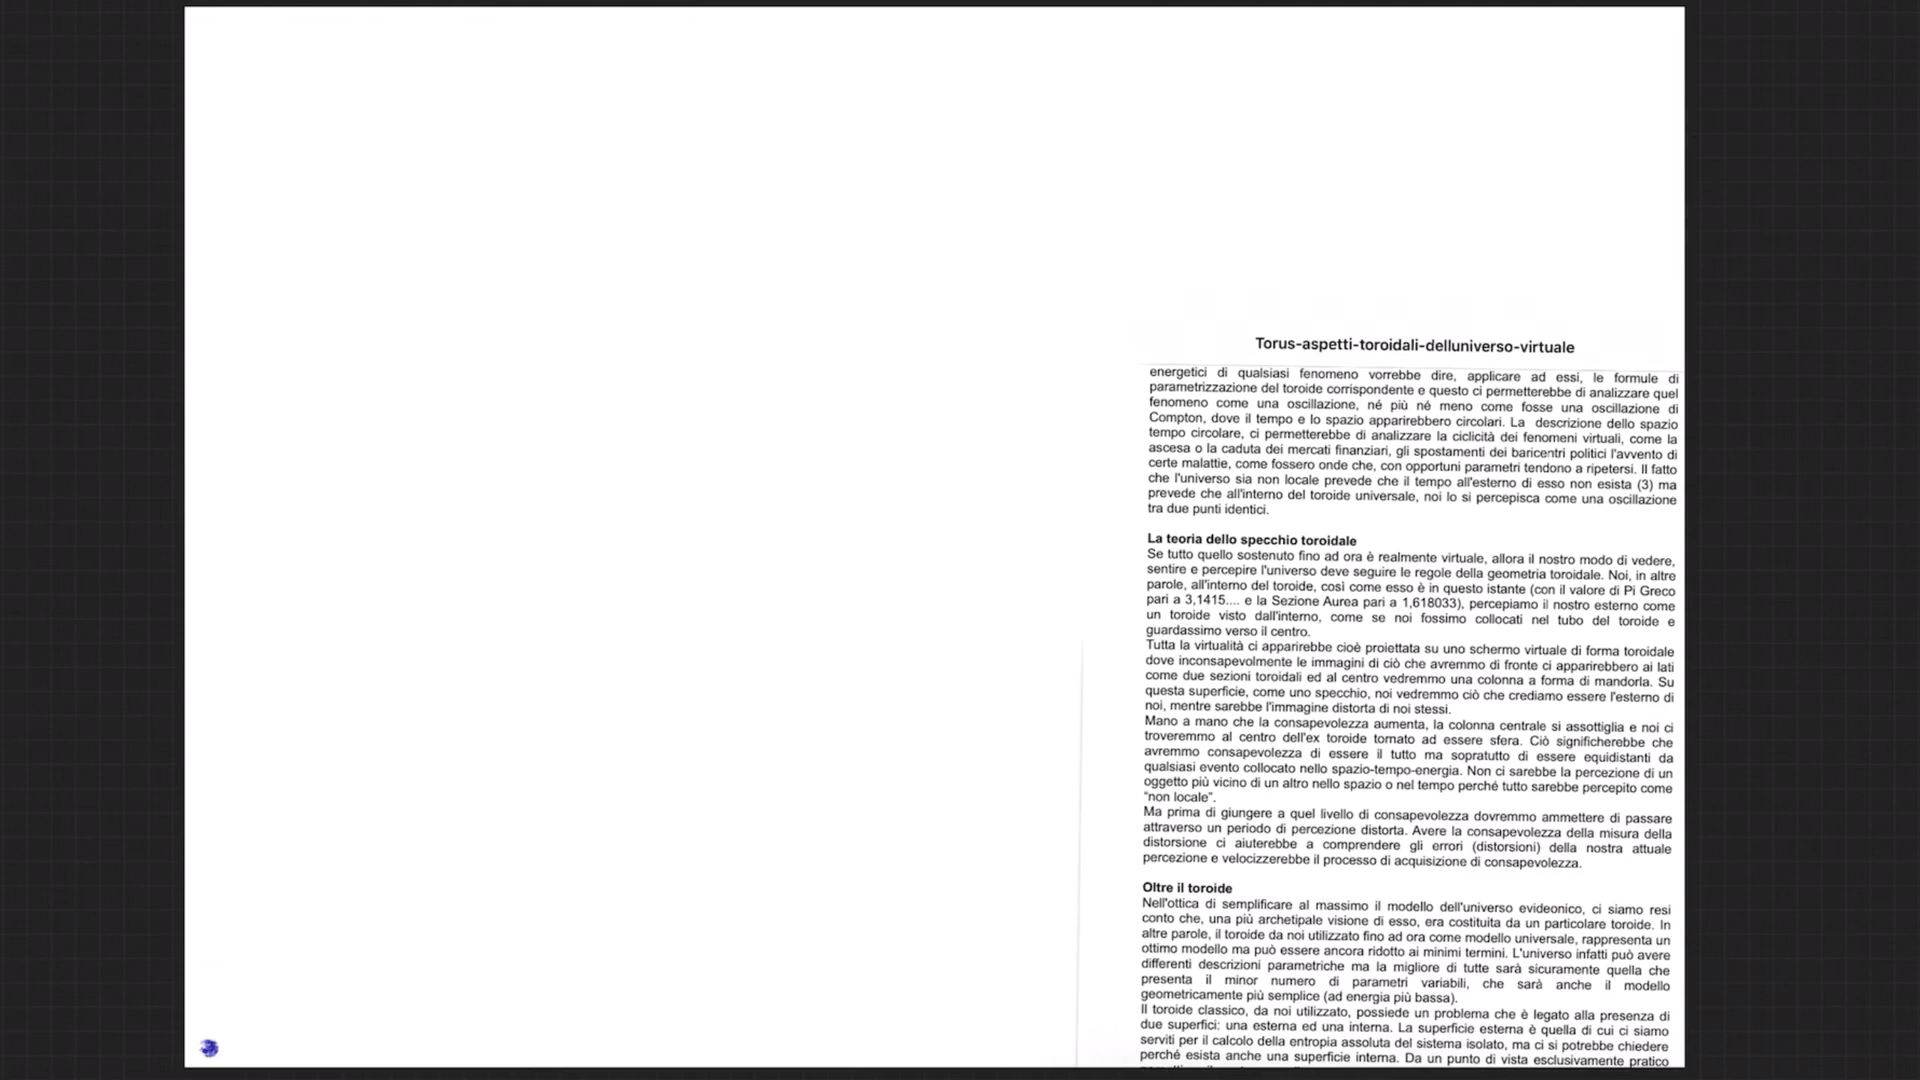 Torus-aspetti-toroidali-delluniverso-virtuale
energetici di qualsiasi fenomeno vorrebbe dire, applicare ad essi, le formule di
parametrizzazione del toroide corrispondente e questo ci permetterebbe di analizzare quel
fenomeno come una oscillazione, né più né meno come fosse una oscillazione di
Compton, dove il tempo e lo spazio apparirebbero circolari. La descrizione dello spazio
tempo circolare, ci permetterebbe di analizzare la ciclicità dei fenomeni virtuali, come la
ascesa o la caduta dei mercati finanziari, gli spostamenti dei baricentri politici l'avvento di
certe malattie, come fossero onde che, con opportuni parametri tendono a ripetersi. Il fatto
che l'universo sia non locale prevede che il tempo all'esterno di esso non esista (3) ma
prevede che all'interno del toroide universale, noi lo si percepisca come una oscillazione
tra due punti identici.
La teoria dello specchio toroidale
Se tutto quello sostenuto fino ad ora è realmente virtuale, allora il nostro modo di vedere,
sentire e percepire l'universo deve seguire le regole della geometria toroidale. Noi, in altre
parole, all'interno del toroide, così come esso è in questo istante (con il valore di Pi Greco
pari a 3,1415.... e la Sezione Aurea pari a 1,618033), percepiamo il nostro esterno come
un toroide visto dall'interno, come se noi fossimo collocati nel tubo del toroide e
guardassimo verso il centro.
Tutta la virtualità ci apparirebbe cioè proiettata su uno schermo virtuale di forma toroidale
dove inconsapevolmente le immagini di ciò che avremmo di fronte ci apparirebbero ai lati
come due sezioni toroidali ed al centro vedremmo una colonna a forma di mandorla. Su
questa superficie, come uno specchio, noi vedremmo ciò che crediamo essere l'esterno di
noi, mentre sarebbe l'immagine distorta di noi stessi.
Mano a mano che la consapevolezza aumenta, la colonna centrale si assottiglia e noi ci
troveremmo al centro dell'ex toroide tornato ad essere sfera. Ciò significherebbe che
avremmo consapevolezza di essere il tutto ma sopratutto di essere equidistanti da
qualsiasi evento collocato nello spazio-tempo-energia. Non ci sarebbe la percezione di un
oggetto più vicino di un altro nello spazio o nel tempo perché tutto sarebbe percepito come
"non locale".
Ma prima di giungere a quel livello di consapevolezza dovremmo ammettere di passare
attraverso un periodo di percezione distorta. Avere la consapevolezza della misura della
distorsione ci aiuterebbe a comprendere gli errori (distorsioni) della nostra attuale
percezione e velocizzerebbe il processo di acquisizione di consapevolezza.
Oltre il toroide
Nell'ottica di semplificare al massimo il modello dell'universo evideonico, ci siamo resi
conto che, una più archetipale visione di esso, era costituita da un particolare toroide. In
altre parole, il toroide da noi utilizzato fino ad ora come modello universale, rappresenta un
ottimo modello ma può essere ancora ridotto ai minimi termini. L'universo infatti può avere
differenti descrizioni parametriche ma la migliore di tutte sarà sicuramente quella che
presenta il minor numero di parametri variabili, che sarà anche il modello
geometricamente più semplice (ad energia più bassa).
Il toroide classico, da noi utilizzato, possiede un problema che è legato alla presenza di
due superfici: una esterna ed una interna. La superficie esterna è quella di cui ci siamo
serviti per il calcolo della entropia assoluta del sistema isolato, ma ci si potrebbe chiedere
perché esista anche una superficie interna. Da un punto di vista esclusivamente pratico